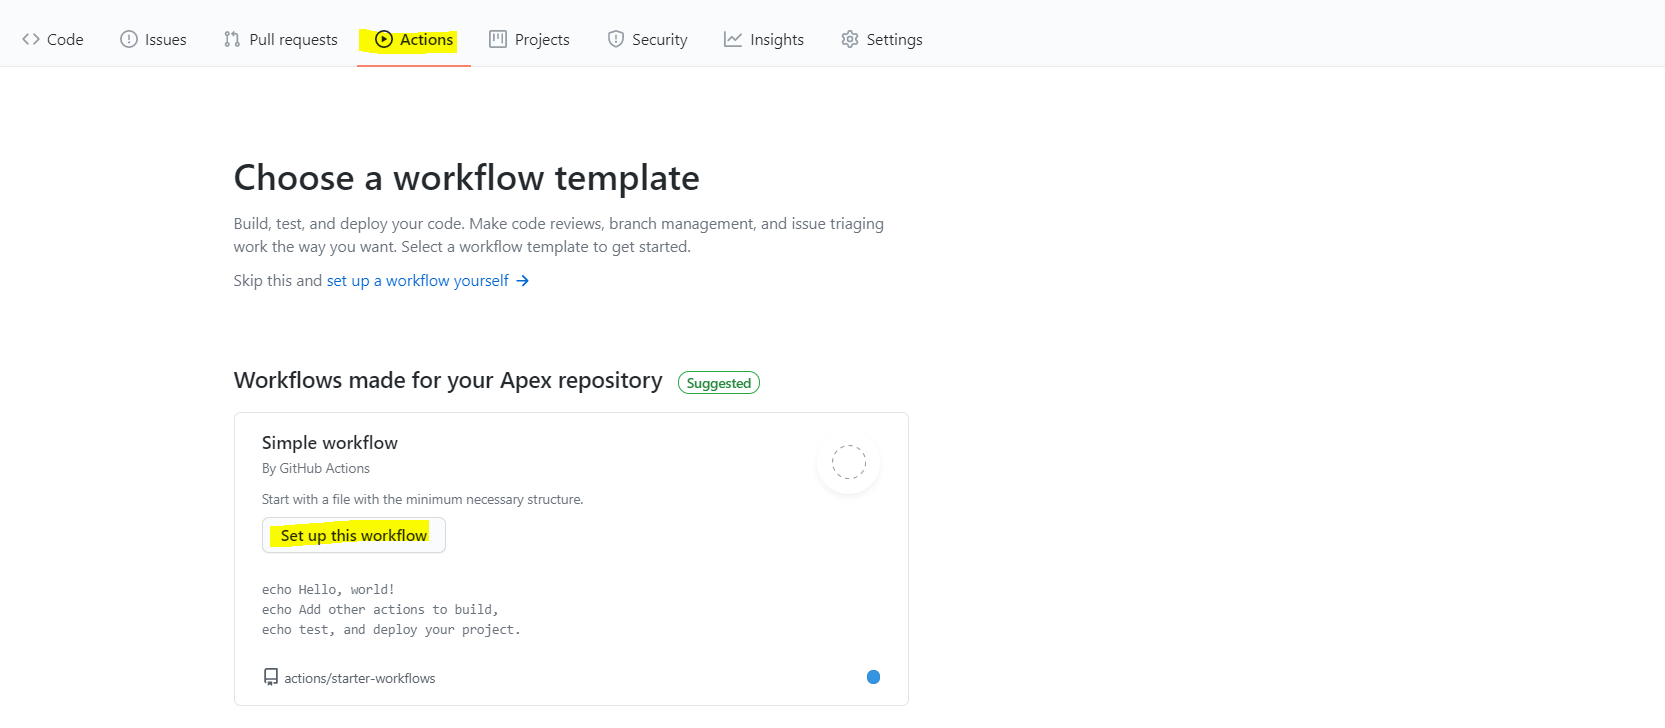 Code Issues Pull requests Actions Projects Security Insights Settings
Choose a workflow template
Build, test, and deploy your code. Make code reviews, branch management, and issue triaging
work the way you want. Select a workflow template to get started.
Skip this and set up a workflow yourself →
Workflows made for your Apex repository Suggested
Simple workflow
By GitHub Actions
Start with a file with the minimum necessary structure.
Set up this workflow
echo Hello, world!
echo Add other actions to build,
echo test, and deploy your project.
actions/starter-workflows